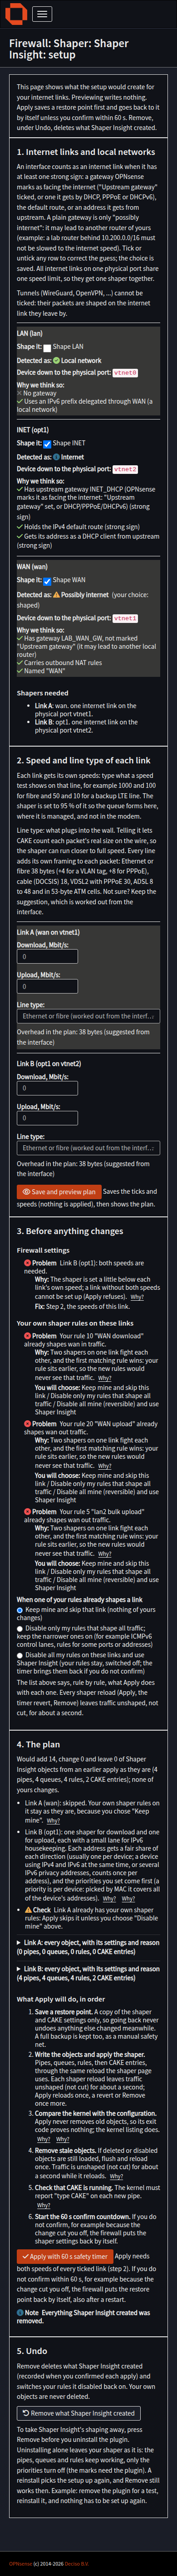 Firewall: Shaper: Shaper
Insight: setup
This page shows what the setup would create for
your internet links. Previewing writes nothing.
Apply saves a restore point first and goes back to it
by itself unless you confirm within 60 s. Remove,
under Undo, deletes what Shaper Insight created.
1. Internet links and local networks
An interface counts as an internet link when it has
at least one strong sign: a gateway OPNsense
marks as facing the internet ("Upstream gateway"
ticked, or one it gets by DHCP, PPPoE or DHCPv6),
the default route, or an address it gets from
upstream. A plain gateway is only "possibly
internet": it may lead to another router of yours
(example: a lab router behind 10.200.0.0/16 must
not be slowed to the internet speed). Tick or
untick any row to correct the guess; the choice is
saved. All internet links on one physical port share
one speed limit, so they get one shaper together.
Tunnels (WireGuard, OpenVPN, ...) cannot be
ticked: their packets are shaped on the internet
link they leave by.
LAN (lan)
Shape it: Shape LAN
Detected as: Local network
Device down to the physical port: vtnet0
Why we think so:
No gateway
Uses an IPv6 prefix delegated through WAN (a
local network)
INET (opt1)
Shape it: Shape INET
Detected as: Internet
Device down to the physical port: vtnet2
Why we think so:
Has upstream gateway INET_DHCP (OPNsense
marks it as facing the internet: "Upstream
gateway" set, or DHCP/PPPoE/DHCPv6) (strong
sign)
Holds the IPv4 default route (strong sign)
Gets its address as a DHCP client from upstream
(strong sign)
WAN (wan)
Shape it: Shape WAN
Detected as: Possibly internet (your choice:
shaped)
Device down to the physical port: vtnet1
Why we think so:
Has gateway LAB_WAN_GW, not marked
"Upstream gateway" (it may lead to another local
router)
Carries outbound NAT rules
Named "WAN"
Shapers needed
Link A: wan. one internet link on the
physical port vtnet1.
Link B: opt1. one internet link on the
physical port vtnet2.
2. Speed and line type of each link
Each link gets its own speeds: type what a speed
test shows on that line, for example 1000 and 100
for fibre and 50 and 10 for a backup LTE line. The
shaper is set to 95 % of it so the queue forms here,
where it is managed, and not in the modem.
Line type: what plugs into the wall. Telling it lets
CAKE count each packet's real size on the wire, so
the shaper can run closer to full speed. Every line
adds its own framing to each packet: Ethernet or
fibre 38 bytes (+4 for a VLAN tag, +8 for PPPoE),
cable (DOCSIS) 18, VDSL2 with PPPoE 30, ADSL 8
to 48 and in 53-byte ATM cells. Not sure? Keep the
suggestion, which is worked out from the
interface.
Link A (wan on vtnet1)
Download, Mbit/s:
0
Upload, Mbit/s:
0
Line type:
Ethernet or fibre (worked out from the interf...
Overhead in the plan: 38 bytes (suggested from
the interface)
Link B (opt1 on vtnet2)
Download, Mbit/s:
0
Upload, Mbit/s:
0
Line type:
Ethernet or fibre (worked out from the interf...
Overhead in the plan: 38 bytes (suggested from
the interface)
Save and preview plan Saves the ticks and
speeds (nothing is applied), then shows the plan.
3. Before anything changes
Firewall settings
Problem Link B (opt1): both speeds are
needed.
Why: The shaper is set a little below each
link's own speed; a link without both speeds
cannot be set up (Apply refuses). Why?
Fix: Step 2, the speeds of this link.
Your own shaper rules on these links
Problem Your rule 10 "WAN download"
already shapes wan in traffic.
Why: Two shapers on one link fight each
other, and the first matching rule wins: your
rule sits earlier, so the new rules would
never see that traffic. Why?
You will choose: Keep mine and skip this
link / Disable only my rules that shape all
traffic / Disable all mine (reversible) and use
Shaper Insight
Problem Your rule 20 "WAN upload" already
shapes wan out traffic.
Why: Two shapers on one link fight each
other, and the first matching rule wins: your
rule sits earlier, so the new rules would
never see that traffic. Why?
You will choose: Keep mine and skip this
link / Disable only my rules that shape all
traffic / Disable all mine (reversible) and use
Shaper Insight
Problem Your rule 5 "lan2 bulk upload"
already shapes wan out traffic.
Why: Two shapers on one link fight each
other, and the first matching rule wins: your
rule sits earlier, so the new rules would
never see that traffic. Why?
You will choose: Keep mine and skip this
link / Disable only my rules that shape all
traffic / Disable all mine (reversible) and use
Shaper Insight
When one of your rules already shapes a link
Keep mine and skip that link (nothing of yours
changes)
Disable only my rules that shape all traffic;
keep the narrower ones on (for example ICMPv6
control lanes, rules for some ports or addresses)
Disable all my rules on these links and use
Shaper Insight (your rules stay, switched off; the
timer brings them back if you do not confirm)
The list above says, rule by rule, what Apply does
with each one. Every shaper reload (Apply, the
timer revert, Remove) leaves traffic unshaped, not
cut, for about a second.
4. The plan
Would add 14, change 0 and leave 0 of Shaper
Insight objects from an earlier apply as they are (4
pipes, 4 queues, 4 rules, 2 CAKE entries); none of
yours changes.
Link A (wan): skipped. Your own shaper rules on
it stay as they are, because you chose "Keep
mine". Why?
Link B (opt1): one shaper for download and one
for upload, each with a small lane for IPv6
housekeeping. Each address gets a fair share of
each direction (usually one per device; a device
using IPv4 and IPv6 at the same time, or several
IPv6 privacy addresses, counts once per
address), and the priorities you set come first (a
priority is per device: picked by MAC it covers all
of the device's addresses). Why? Why?
Check Link A already has your own shaper
rules: Apply skips it unless you choose "Disable
mine" above.
Link A: every object, with its settings and reason
(0 pipes, 0 queues, 0 rules, 0 CAKE entries)
Link B: every object, with its settings and reason
(4 pipes, 4 queues, 4 rules, 2 CAKE entries)
What Apply will do, in order
1. Save a restore point. A copy of the shaper
and CAKE settings only, so going back never
undoes anything else changed meanwhile.
A full backup is kept too, as a manual safety
net.
2. Write the objects and apply the shaper.
Pipes, queues, rules, then CAKE entries,
through the same reload the shaper page
uses. Each shaper reload leaves traffic
unshaped (not cut) for about a second;
Apply reloads once, a revert or Remove
once more.
3. Compare the kernel with the configuration.
Apply never removes old objects, so its exit
code proves nothing; the kernel listing does.
Why? Why?
4. Remove stale objects. If deleted or disabled
objects are still loaded, flush and reload
once. Traffic is unshaped (not cut) for about
a second while it reloads. Why?
5. Check that CAKE is running. The kernel must
report "type CAKE" on each new pipe.
Why?
6. Start the 60 s confirm countdown. If you do
not confirm, for example because the
change cut you off, the firewall puts the
shaper settings back by itself.
Apply with 60 s safety timer Apply needs
both speeds of every ticked link (step 2). If you do
not confirm within 60 s, for example because the
change cut you off, the firewall puts the restore
point back by itself, also after a restart.
Note Everything Shaper Insight created was
removed.
5. Undo
Remove deletes what Shaper Insight created
(recorded when you confirmed each apply) and
switches your rules it disabled back on. Your own
objects are never deleted.
Remove what Shaper Insight created
To take Shaper Insight's shaping away, press
Remove before you uninstall the plugin.
Uninstalling alone leaves your shaper as it is: the
pipes, queues and rules keep working, only the
priorities turn off (the marks need the plugin). A
reinstall picks the setup up again, and Remove still
works then. Example: remove the plugin for a test,
reinstall it, and nothing has to be set up again.
OPNsense (c) 2014-2026 Deciso B.V.